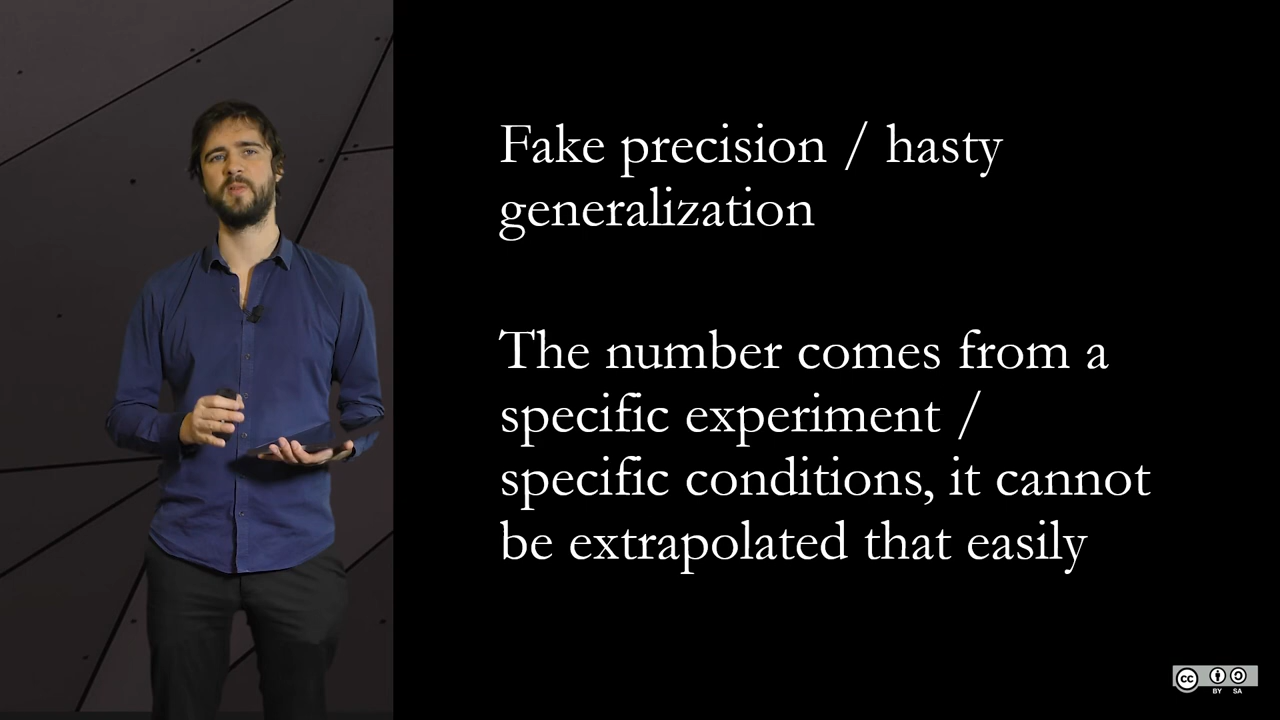 Fake precision / hasty
generalization
The number comes from a
specific experiment /
specific conditions, it cannot
be extrapolated that easily
cc
BY SA